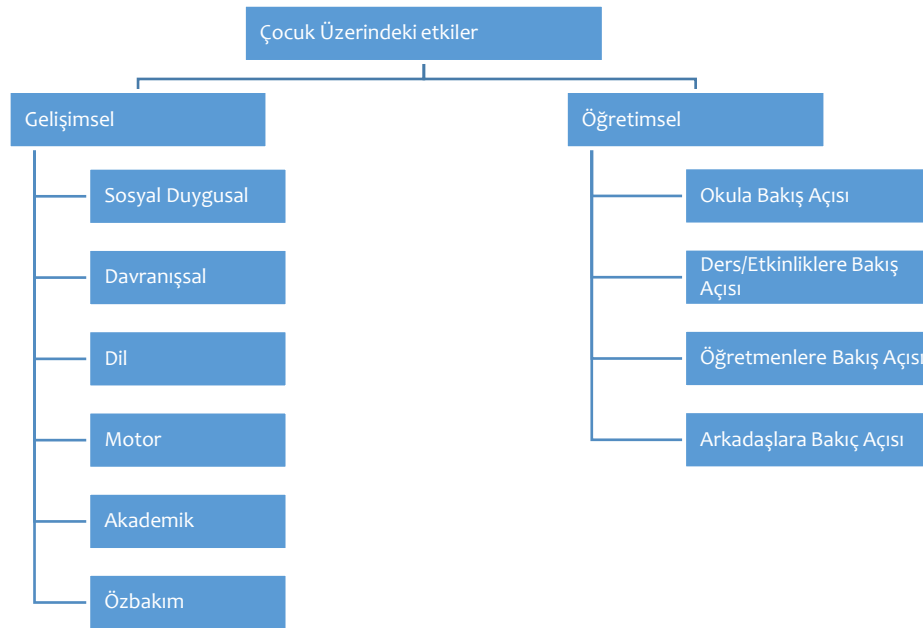 Çocuk Üzerindeki etkiler
Gelişimsel
Sosyal Duygusal
Davranışsal
Dil
Motor
Akademik
Özbakım
Öğretimsel
Okula Bakış Açısı
Ders/Etkinliklere Bakış
Açısı
Öğretmenlere Bakış Açısı
Arkadaşlara Bakıç Açısı